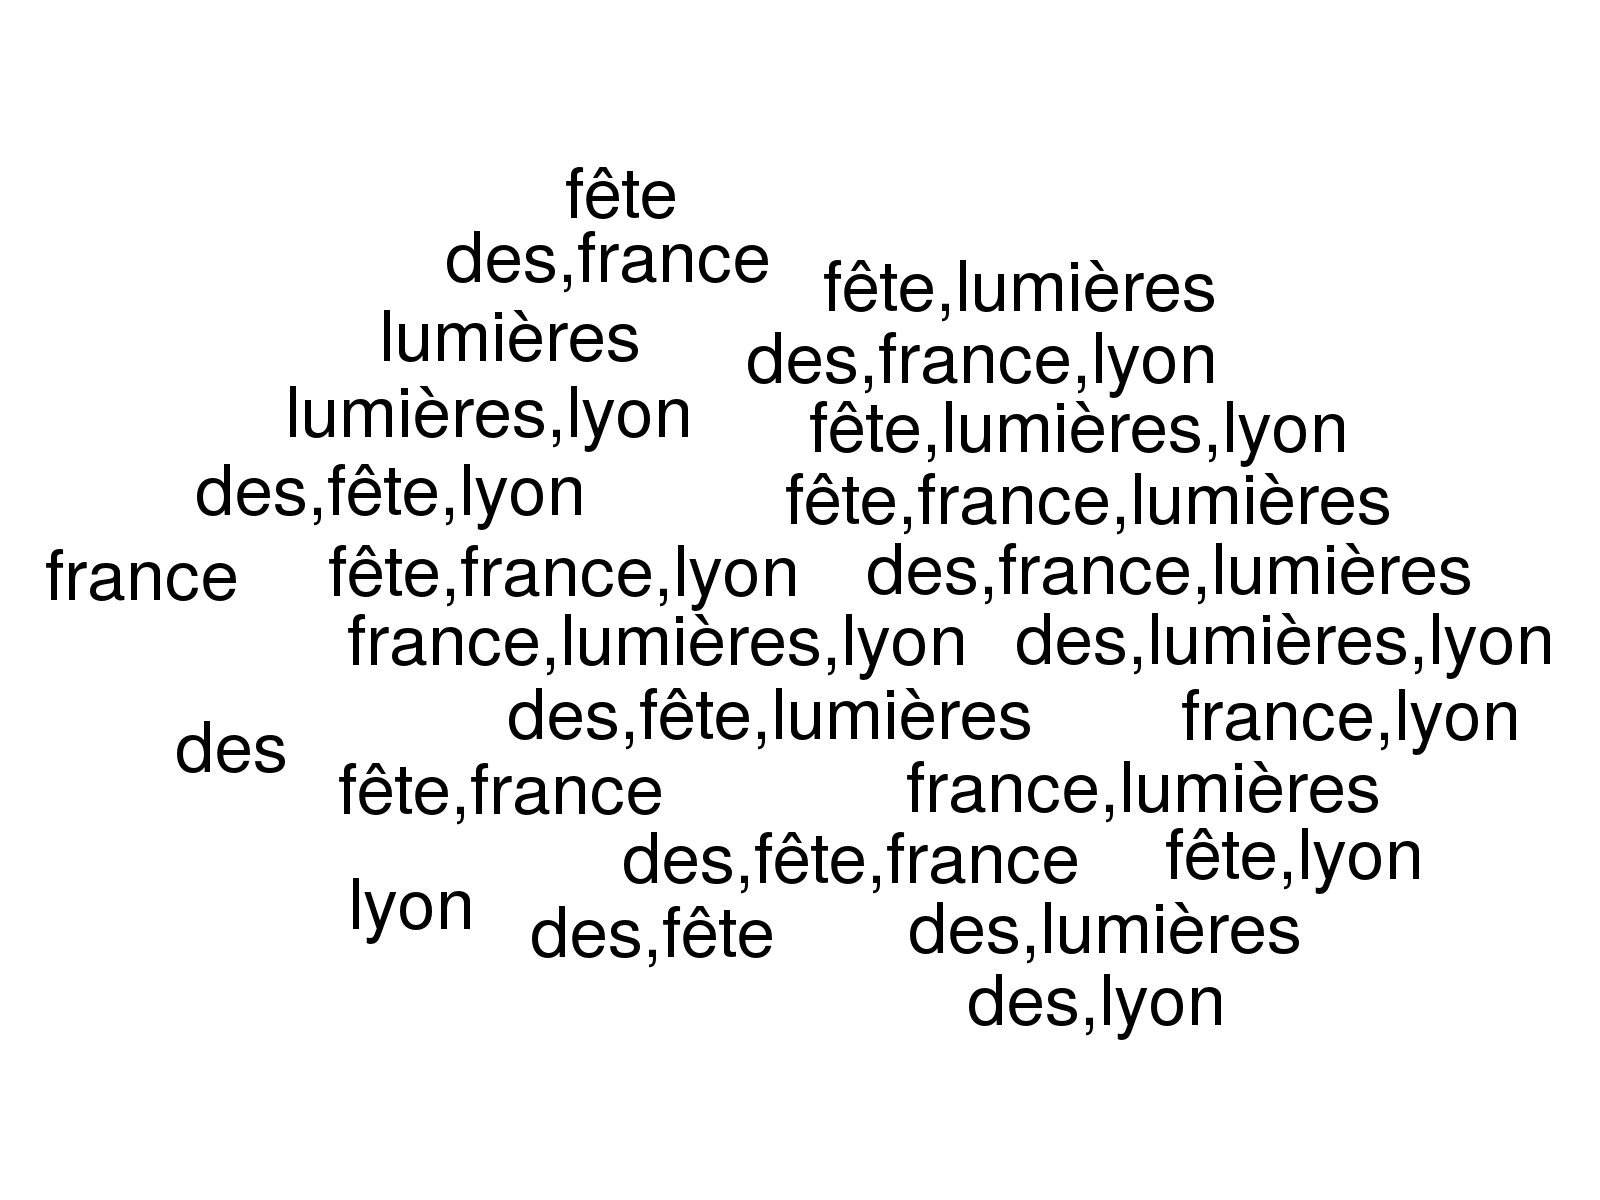 fête
des,france
fête,lumières
lumières
des,france,lyon
lumières,lyon
fête,lumières,lyon
des,fête,lyon
fête,france,lumières
france
fête,france,lyon
des,france,lumières
france,lumières,lyon
des,lumières,lyon
des,fête,lumières
france,lyon
des
fête,france
france,lumières
des,fête,france
fête,lyon
lyon
des,fête
des,lumières
des,lyon